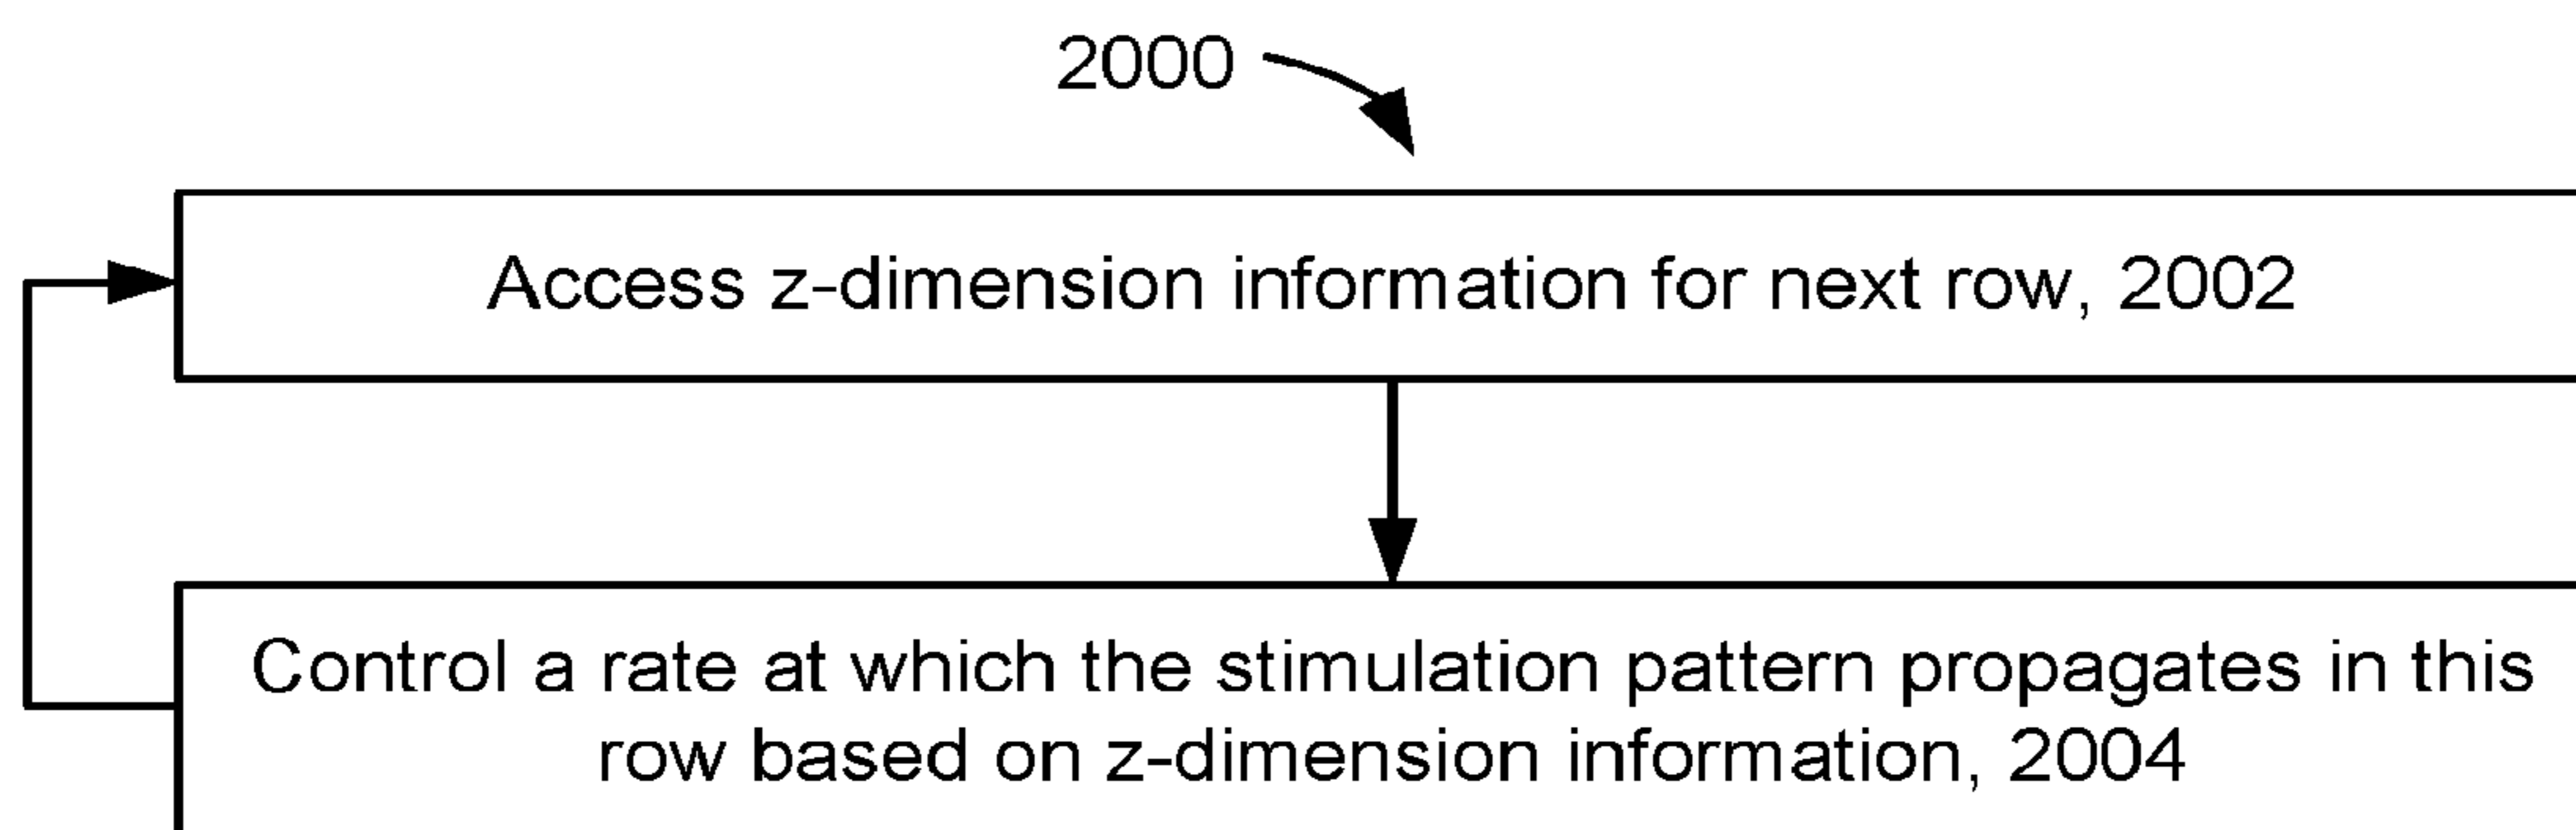 2000
Access z-dimension information for next row, 2002
Control a rate at which the stimulation pattern propagates in this
row based on z-dimension information, 2004